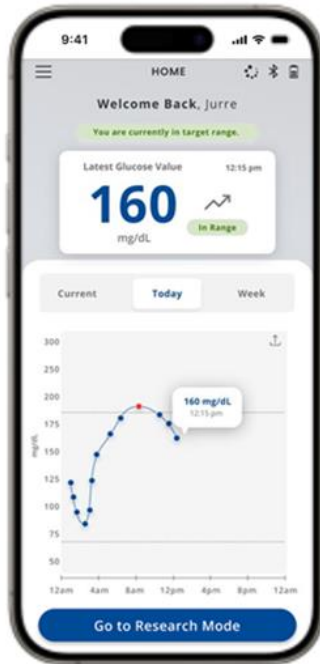 9:41
HOME
Welcome Back, Jurre
You are currently in target range.
Latest Glucose Value 12:15 pm
160
In Range
mg/dL
Current Today Week
300
250
200
175
150
125
100
75
50
mg/dL
160 mg/dL
12:15 pm
12am 4am 8am 12pm 4pm 8pm 12am
Go to Research Mode